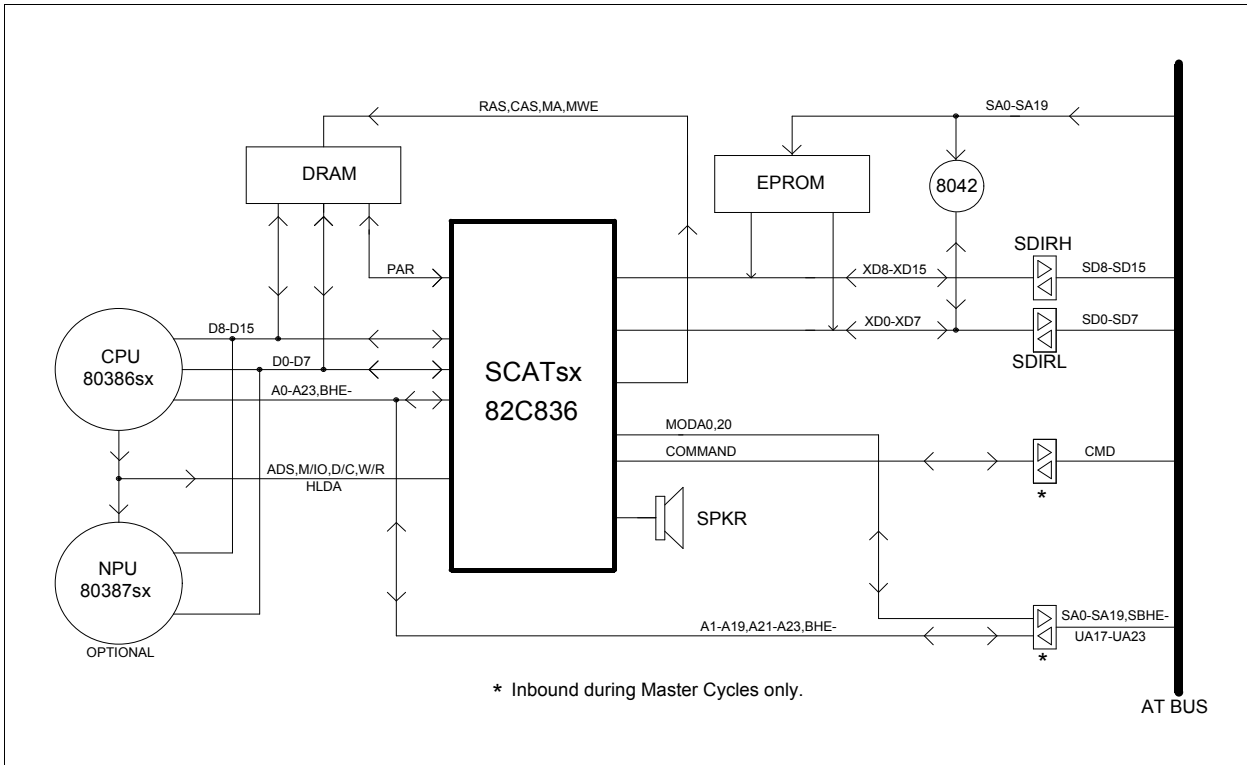 RAS,CAS,MA,MWE
SA0-SA19
DRAM
EPROM
8042
PAR
SDIRH
XD8-XD15
SD8-SD15
D8-D15
XD0-XD7
SD0-SD7
SDIRL
CPU
80386sx
D0-D7
A0-A23,BHE-
SCATsx
82C836
MODA0,20
COMMAND
CMD
*
ADS,M/IO,D/C,W/R
HLDA
SPKR
NPU
80387sx
OPTIONAL
A1-A19,A21-A23,BHE-
SA0-SA19,SBHE-
UA17-UA23
*
* Inbound during Master Cycles only.
AT BUS